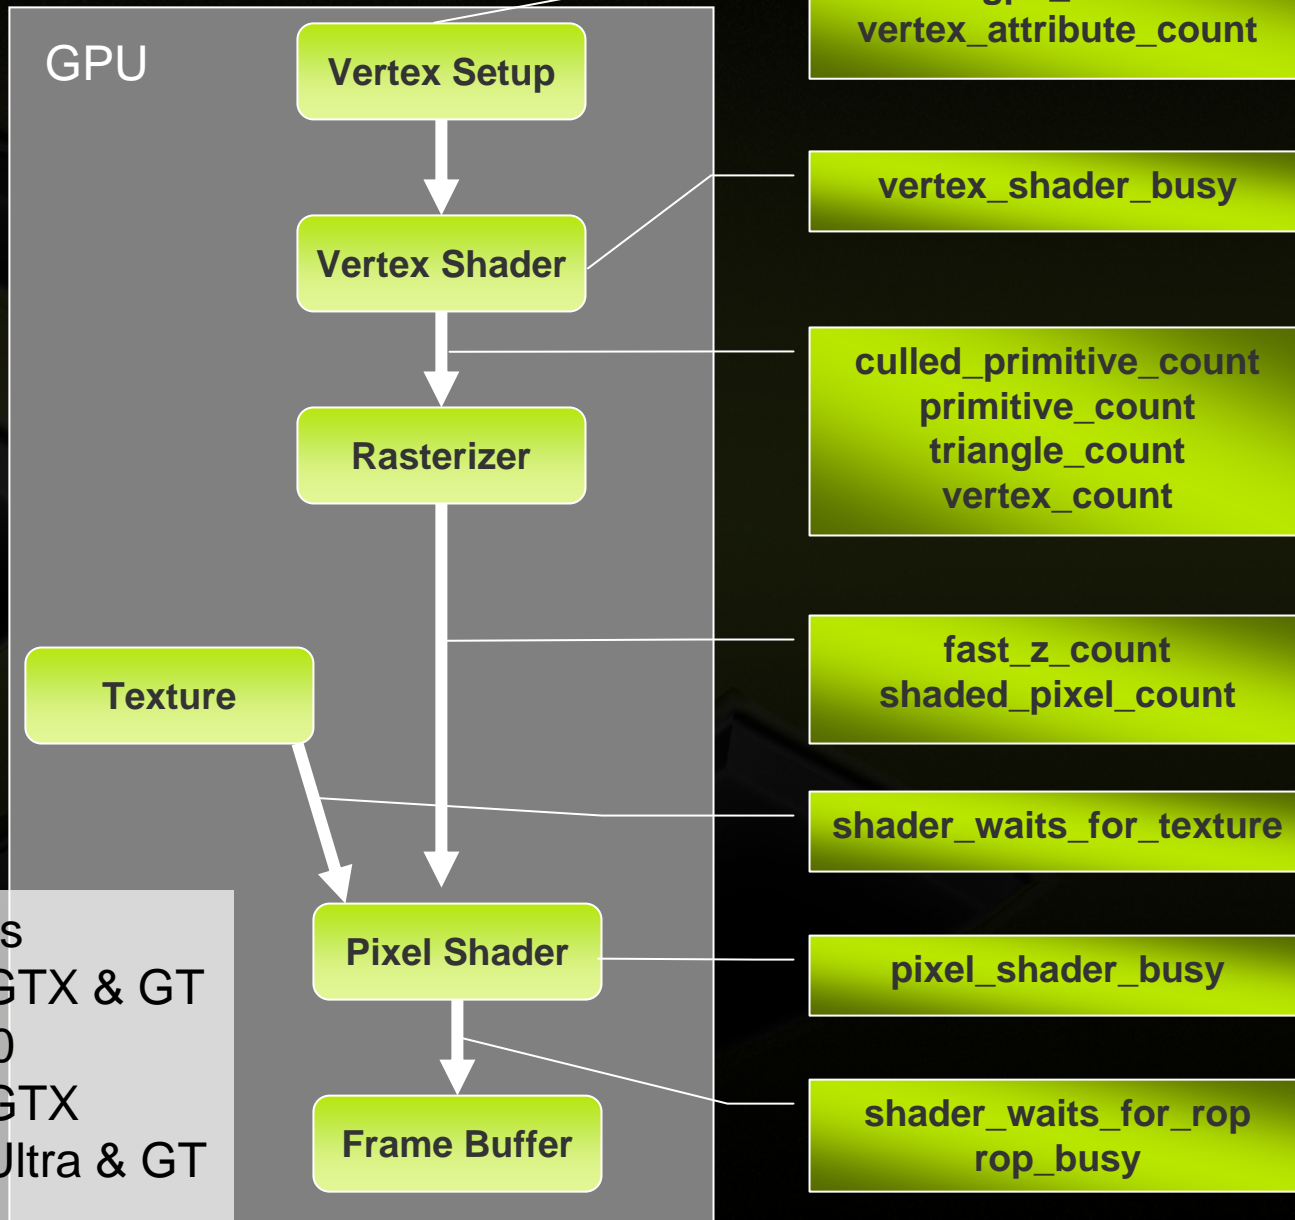 GPU
Vertex Setup
vertex_attribute_count
vertex_shader_busy
Vertex Shader
culled_primitive_count
primitive_count
triangle_count
vertex_count
Rasterizer
fast_z_count
shaded_pixel_count
Texture
shader_waits_for_texture
Pixel Shader
pixel_shader_busy
GTX & GT
GTX
Ultra & GT
Frame Buffer
shader_waits_for_rop
rop_busy